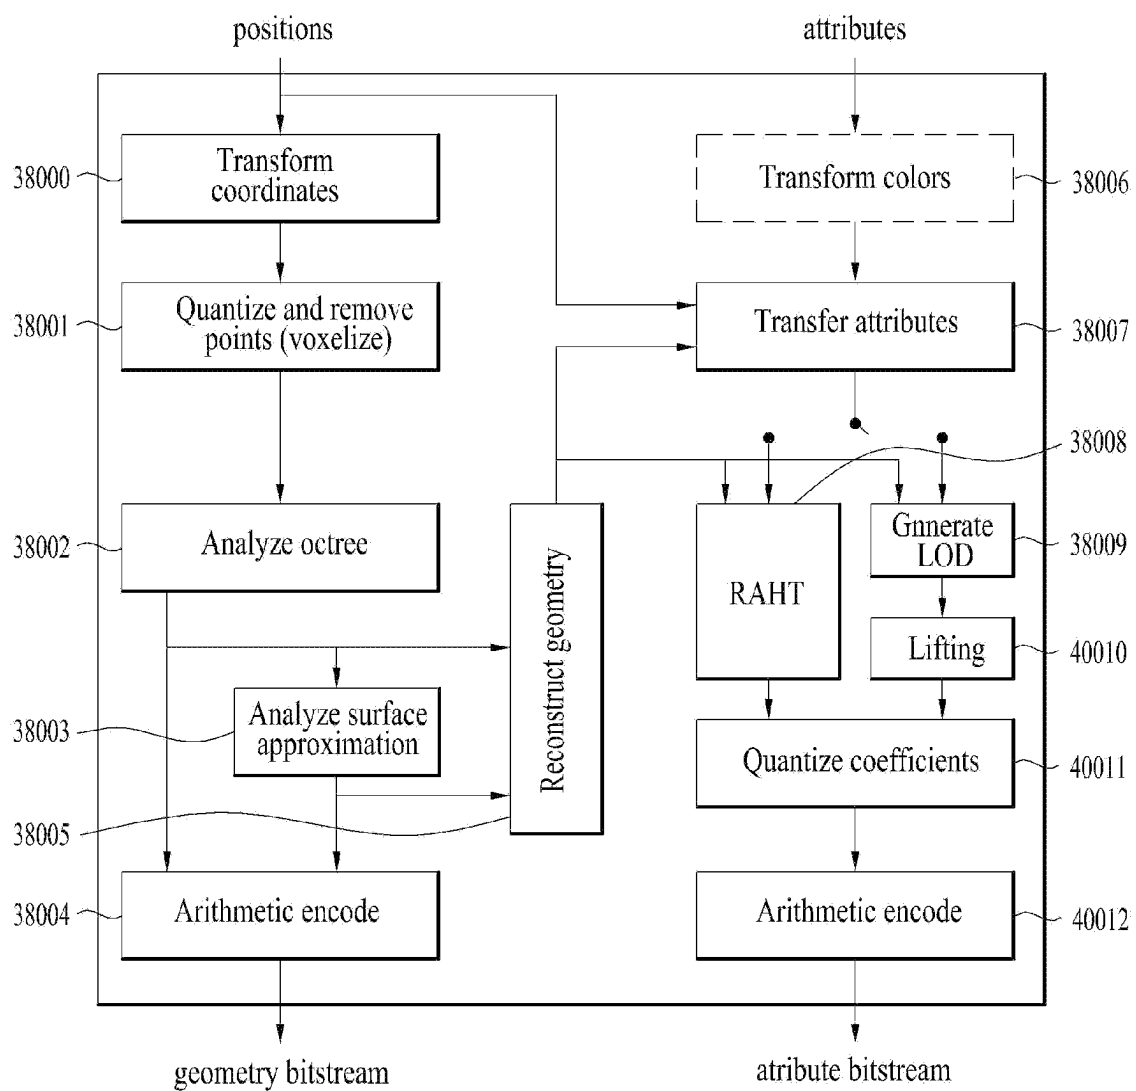 positions
attributes
38000
Transform
coordinates
Transform colors
38006
38001
Quantize and remove
points (voxelize)
Transfer attributes
38007
38008
38002
Analyze octree
Reconstruct geometry
RAHT
Gnnerate
LOD
38009
Lifting
40010
38003
Analyze surface
approximation
Quantize coefficients
40011
38005
38004
Arithmetic encode
Arithmetic encode
40012
geometry bitstream
atribute bitstream